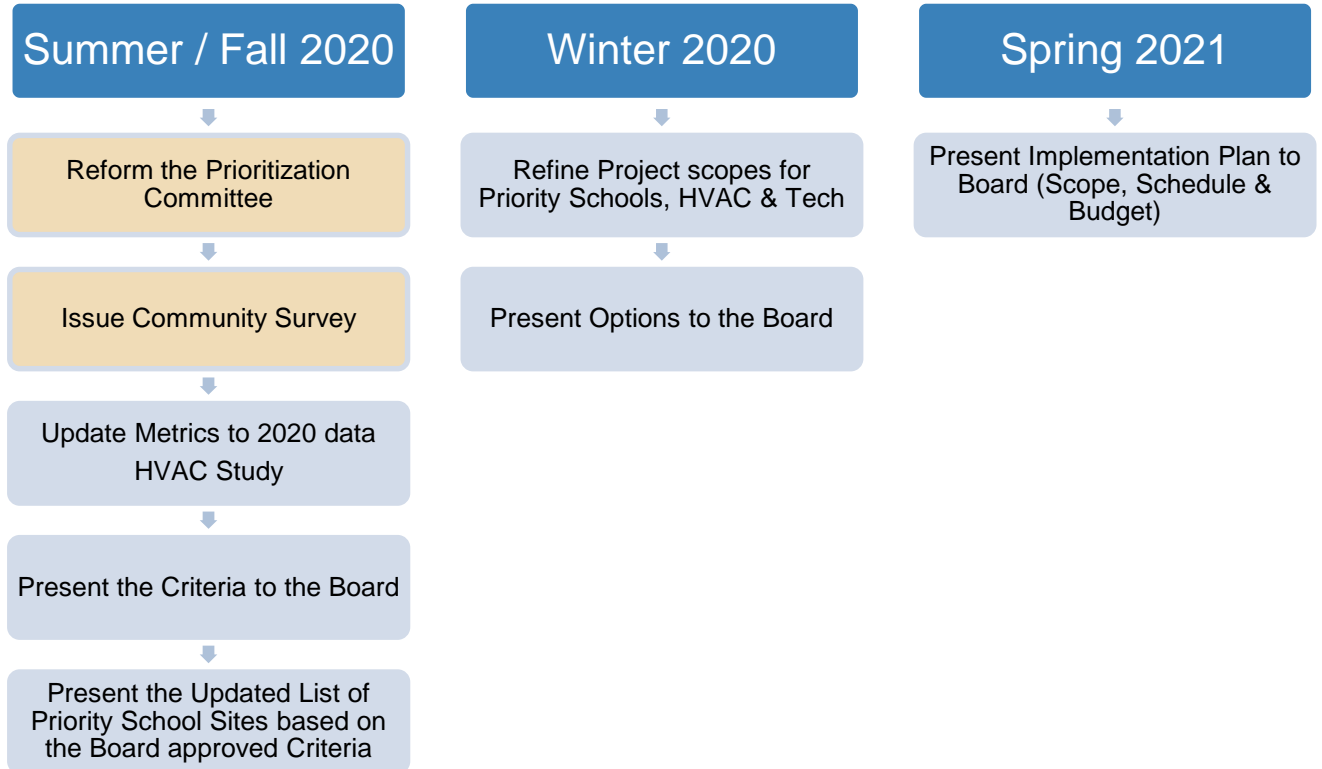 Summer / Fall 2020
Reform the Prioritization
Committee
Issue Community Survey
Update Metrics to 2020 data
HVAC Study
Present the Criteria to the Board
Present the Updated List of
Priority School Sites based on
the Board approved Criteria
Winter 2020
Refine Project scopes for
Priority Schools, HVAC & Tech
Present Options to the Board
Spring 2021
Present Implementation Plan to
Board (Scope, Schedule &
Budget)